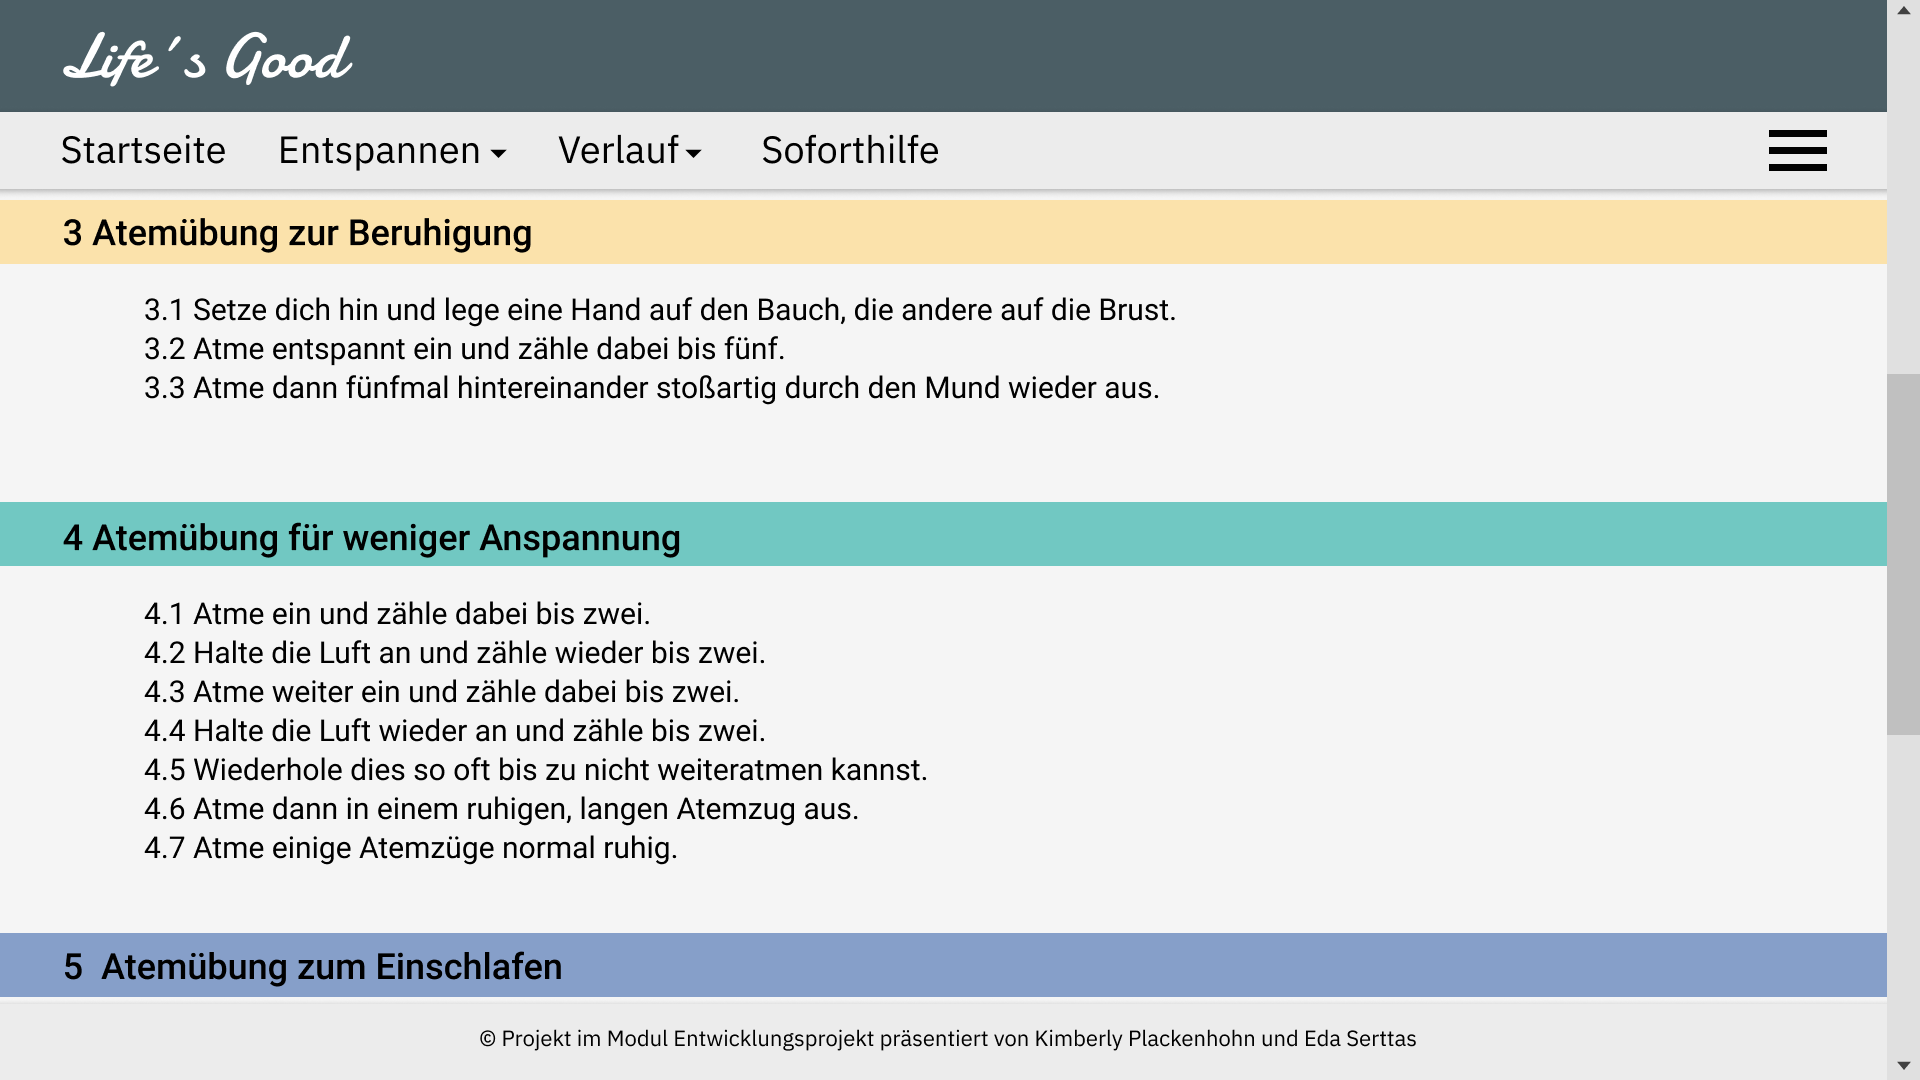 Life´s Good
Startseite Entspannen Verlauf Soforthilfe
3 Atemübung zur Beruhigung
3.1 Setze dich hin und lege eine Hand auf den Bauch, die andere auf die Brust.
3.2 Atme entspannt ein und zähle dabei bis fünf.
3.3 Atme dann fünfmal hintereinander stoßartig durch den Mund wieder aus.
4 Atemübung für weniger Anspannung
4.1 Atme ein und zähle dabei bis zwei.
4.2 Halte die Luft an und zähle wieder bis zwei.
4.3 Atme weiter ein und zähle dabei bis zwei.
4.4 Halte die Luft wieder an und zähle bis zwei.
4.5 Wiederhole dies so oft bis zu nicht weiteratmen kannst.
4.6 Atme dann in einem ruhigen, langen Atemzug aus.
4.7 Atme einige Atemzüge normal ruhig.
5 Atemübung zum Einschlafen
© Projekt im Modul Entwicklungsprojekt präsentiert von Kimberly Plackenhohn und Eda Serttas